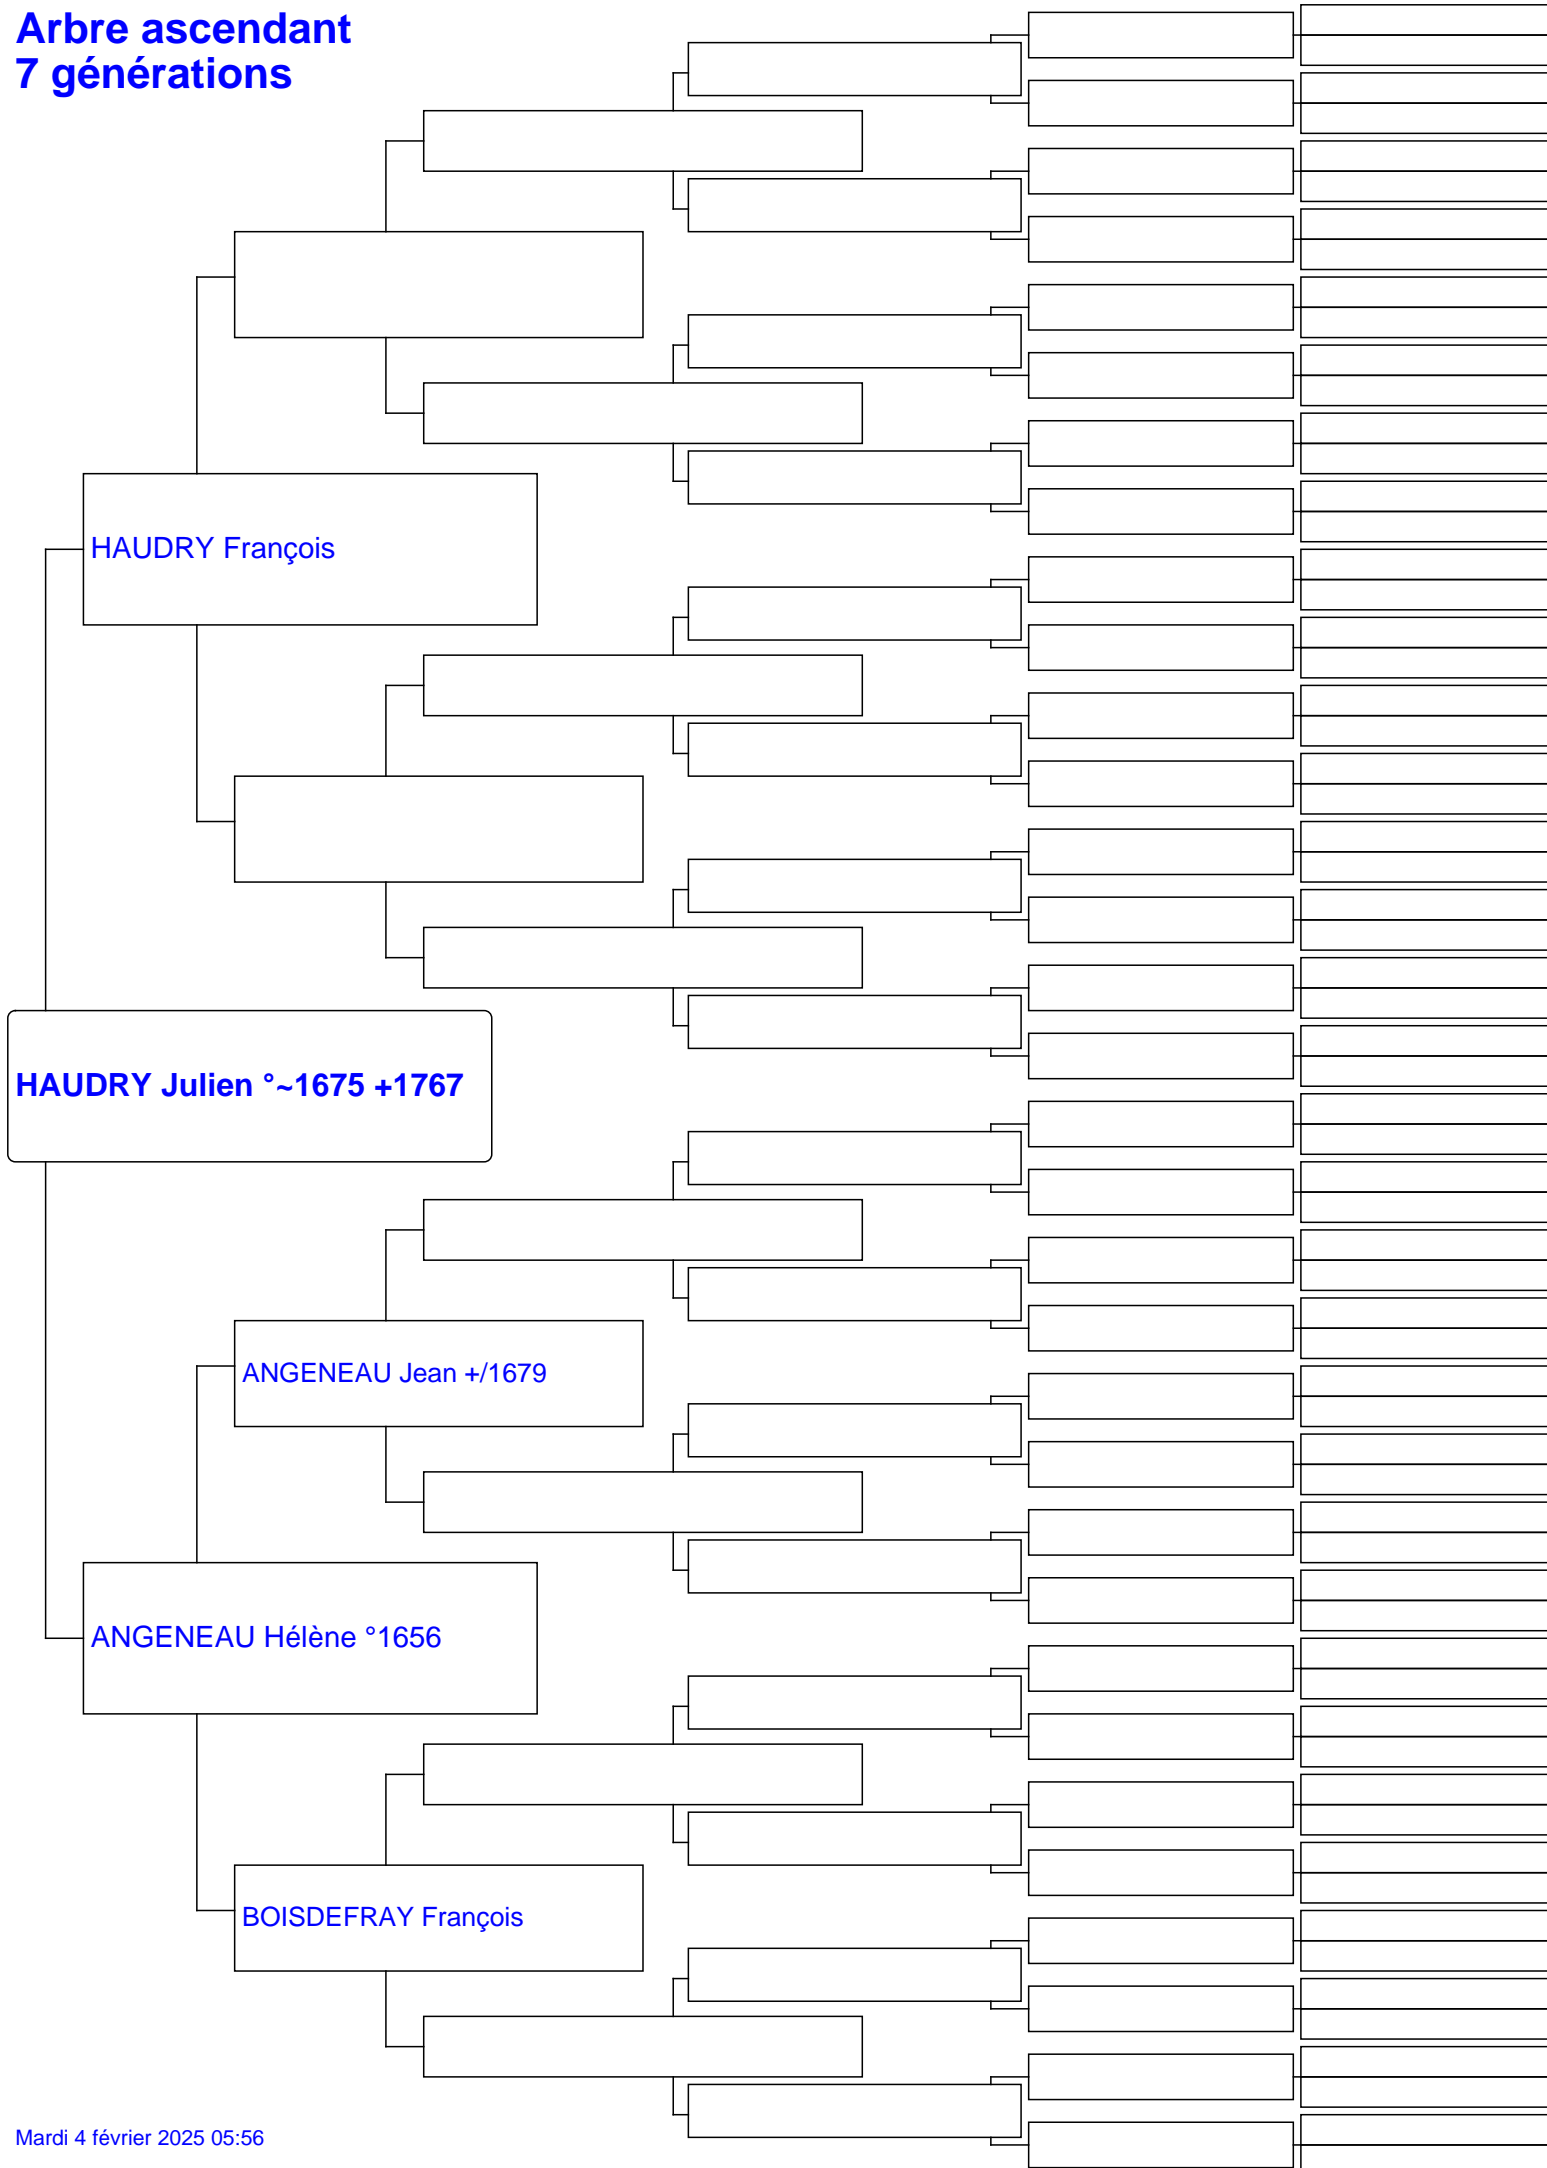 Arbre ascendant
7 générations
HAUDRY François
HAUDRY Julien °~1675 +1767
ANGENEAU Jean +/1679
ANGENEAU Hélène °1656
BOISDEFRAY François
Mardi 4 février 2025 05:56